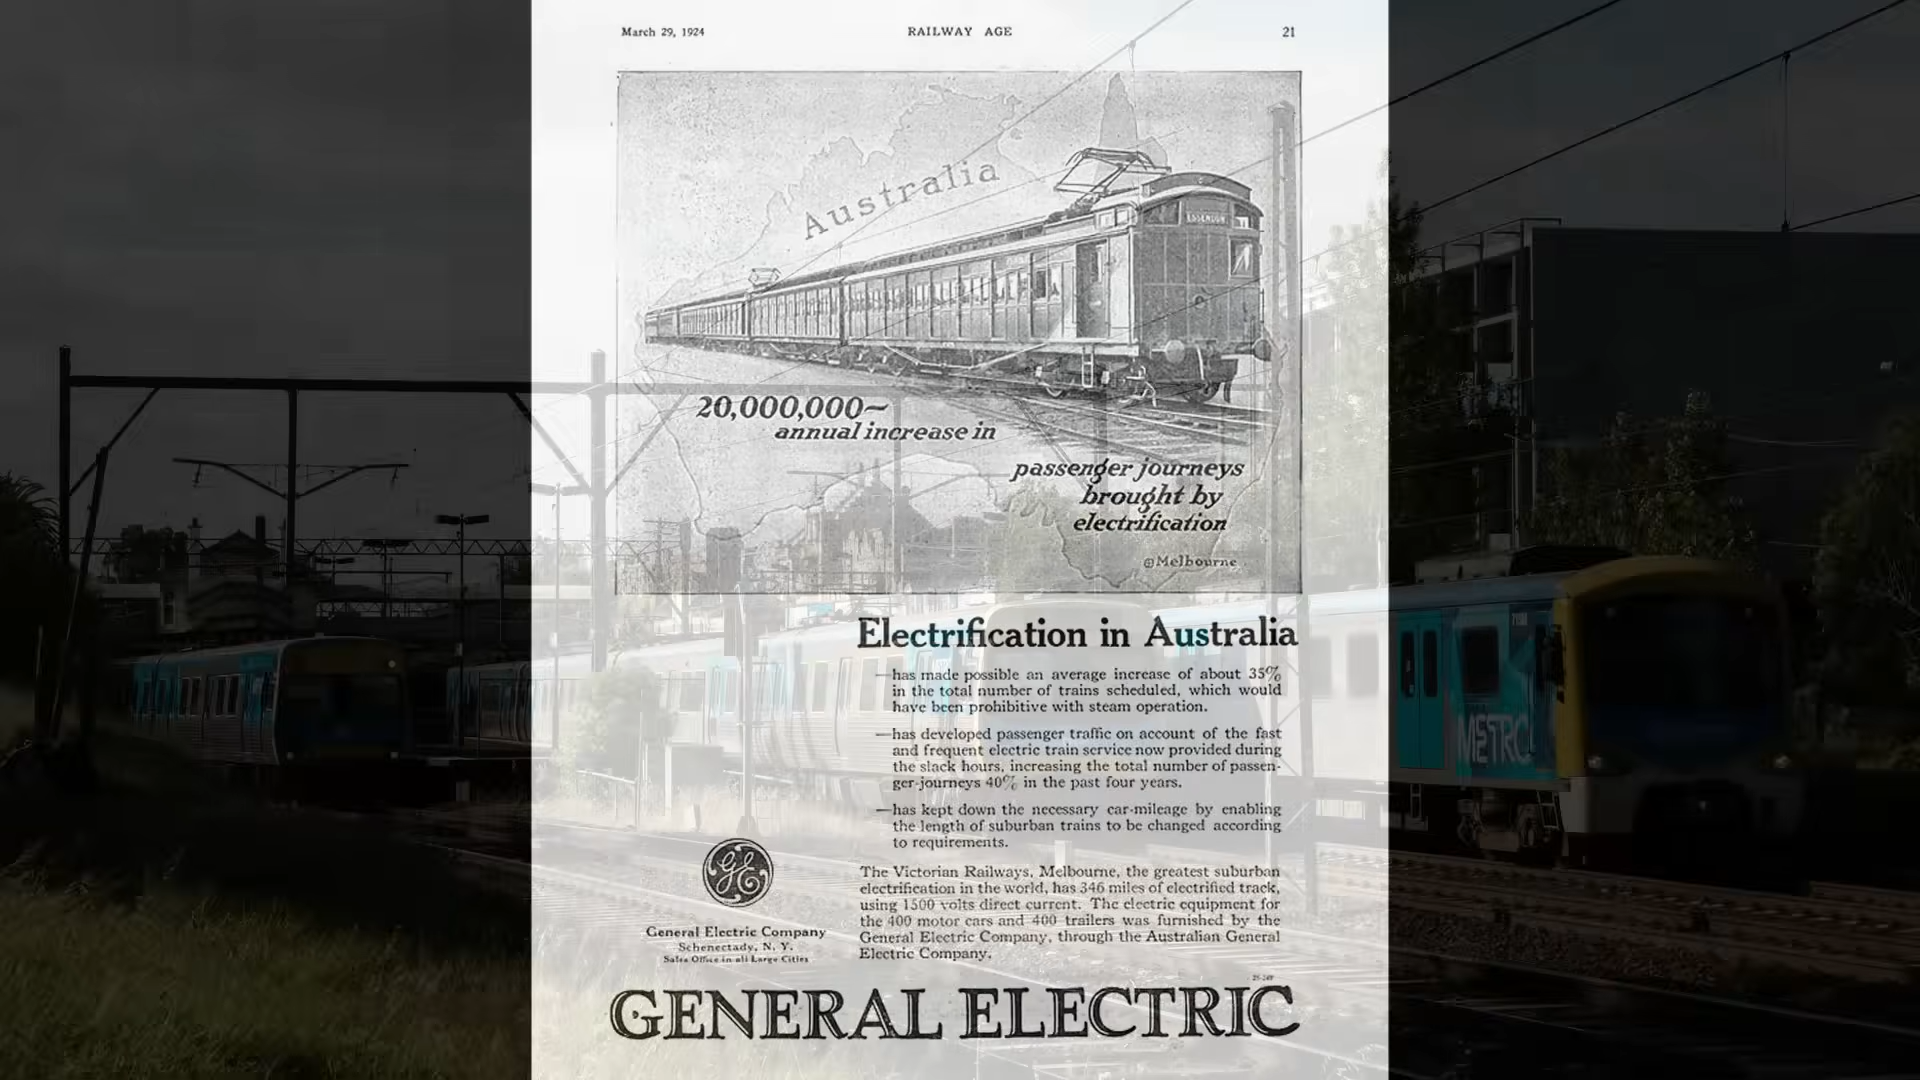 March 29, 1924
RAILWAY AGE
21
Australia
ESSENDON
20,000,000~
annual increase in
passenger journeys
brought by
electrification
Melbourne
Electrification in Australia
—has made possible an average increase of about 35%
in the total number of trains scheduled, which would
have been prohibitive with steam operation.
—has developed passenger traffic on account of the fast
and frequent electric train service now provided during
the slack hours, increasing the total number of passen-
ger-journeys 40% in the past four years.
—has kept down the necessary car-mileage by enabling
the length of suburban trains to be changed according
to requirements.
The Victorian Railways, Melbourne, the greatest suburban
electrification in the world, has 346 miles of electrified track,
using 1500 volts direct current. The electric equipment for
the 400 motor cars and 400 trailers was furnished by the
General Electric Company, through the Australian General
Electric Company.
GE
General Electric Company
Schenectady, N. Y.
Sales Office in all Large Cities
GENERAL ELECTRIC
METRO